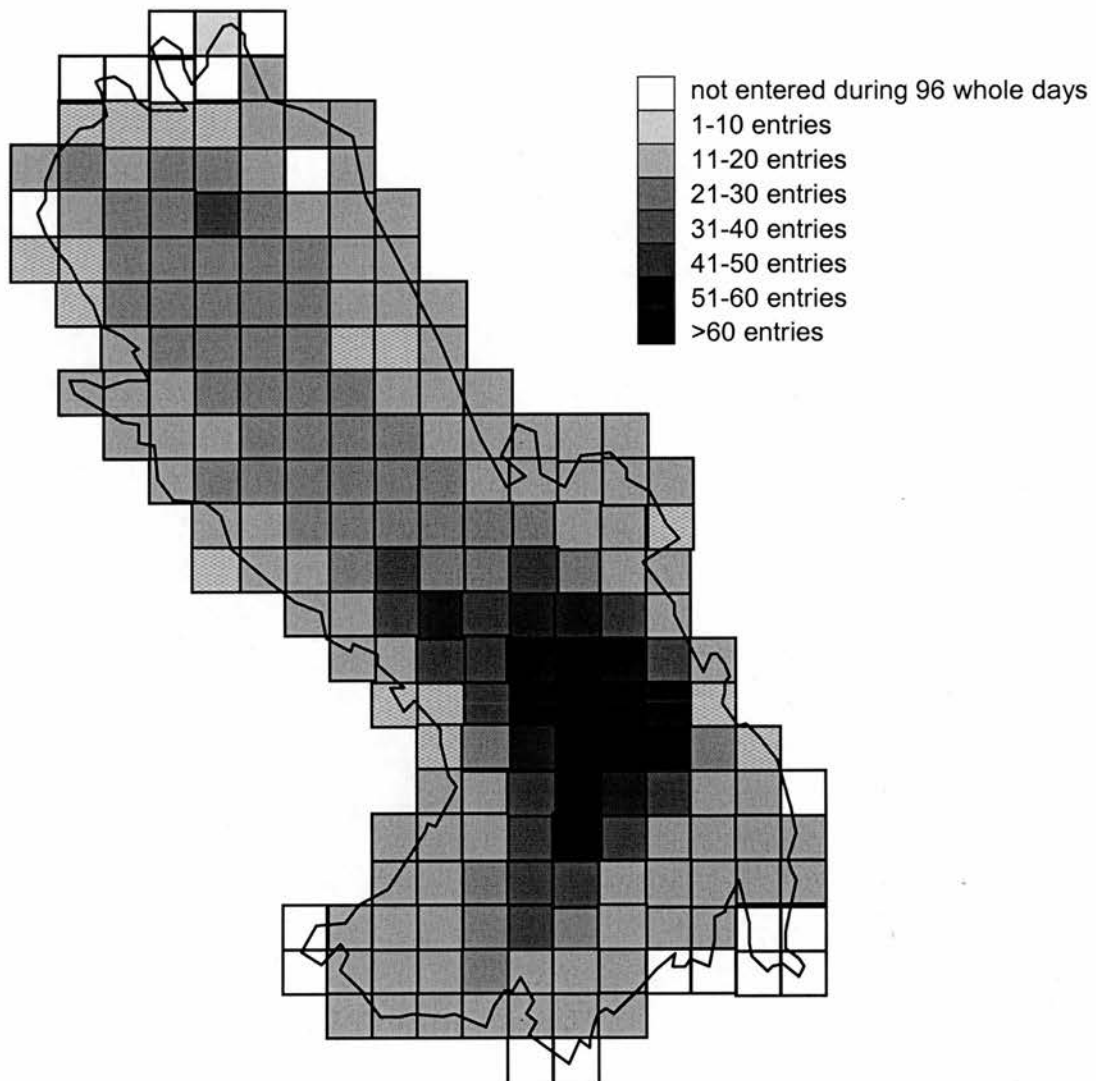 not entered during 96 whole days
1-10 entries
11-20 entries
21-30 entries
31-40 entries
41-50 entries
51-60 entries
>60 entries